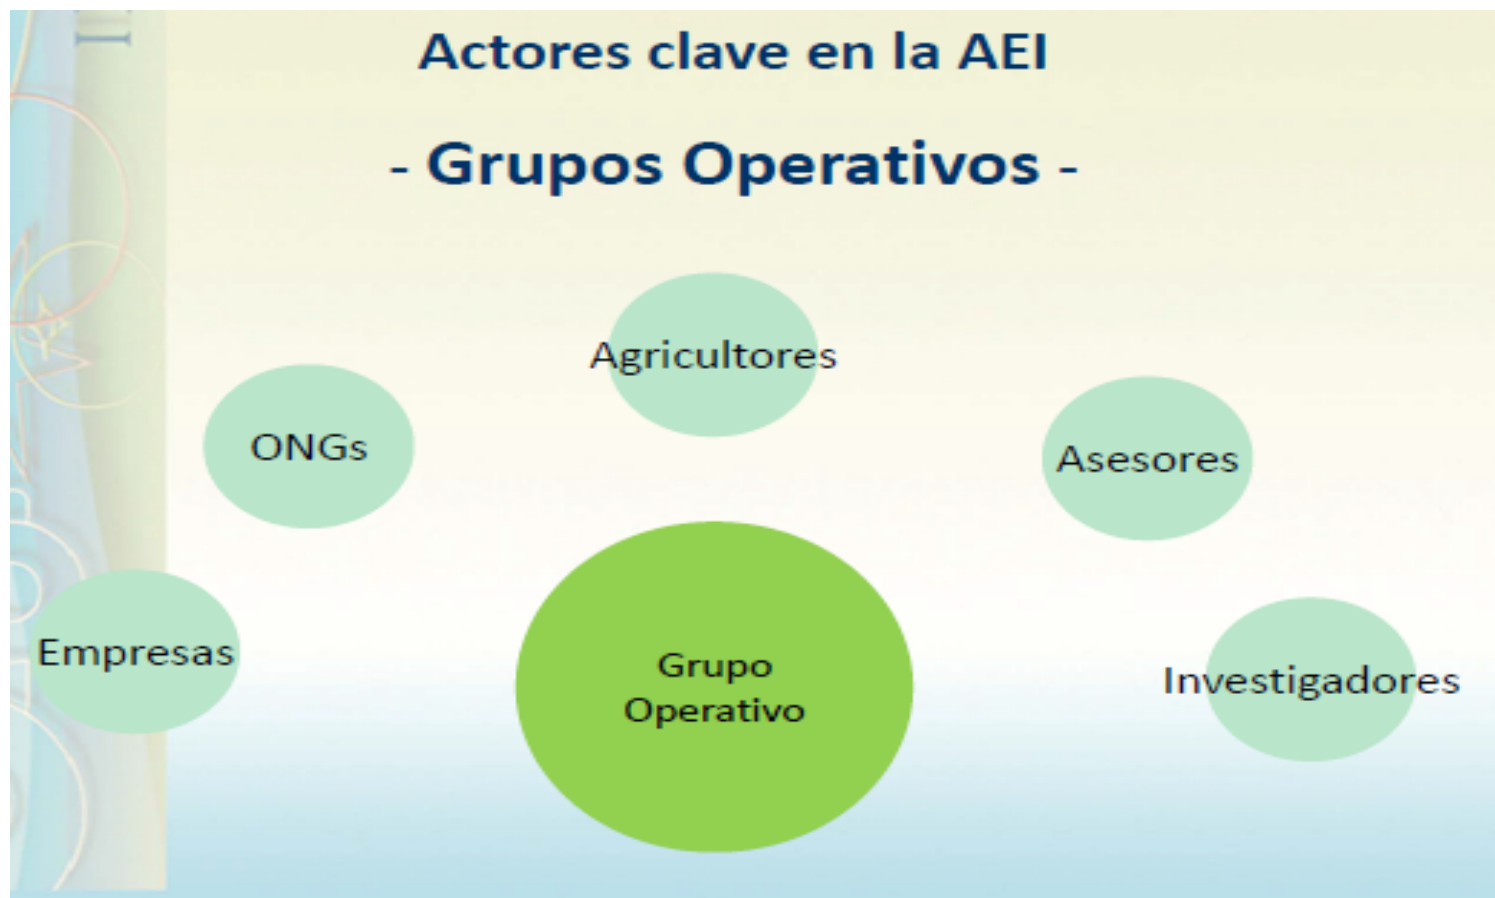 Actores clave en la AEI
- Grupos Operativos -
Agricultores
ONGs
Asesores
Empresas
Grupo
Operativo
Investigadores